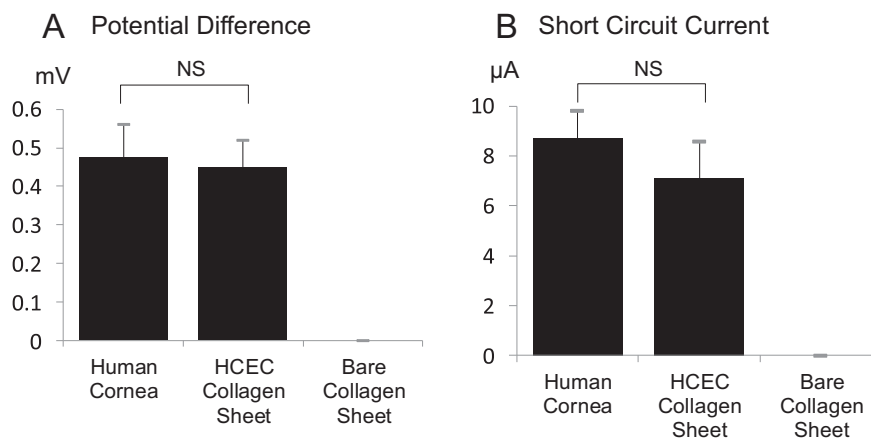 A Potential Difference
mV
NS
0.6
0.5
0.4
0.3
0.2
0.1
0
Human
Cornea
HCEC
Collagen
Sheet
Bare
Collagen
Sheet
B Short Circuit Current
µA
NS
10
8
6
4
2
0
Human
Cornea
HCEC
Collagen
Sheet
Bare
Collagen
Sheet